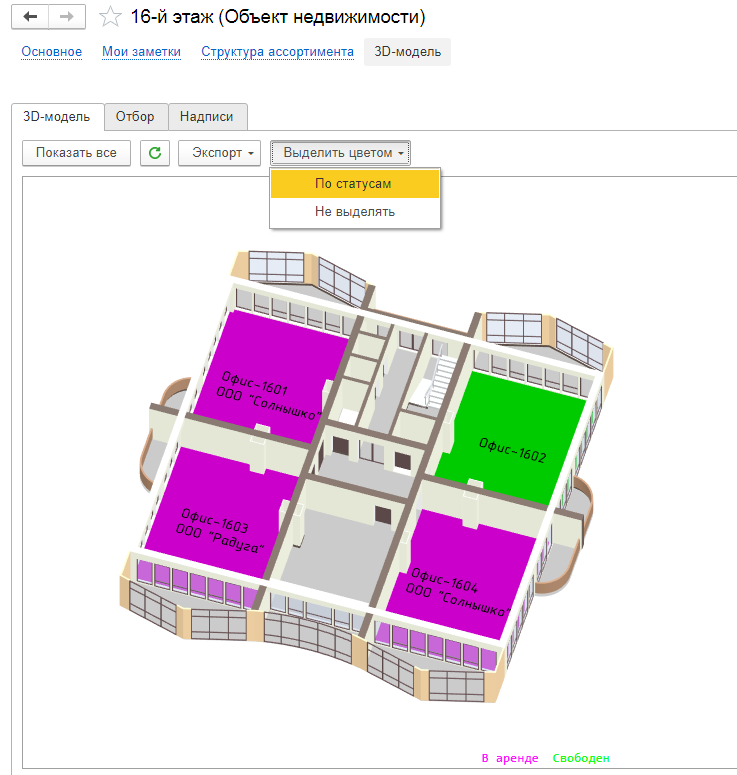 16-й этаж (Объект недвижимости)
Основное Мои заметки Структура ассортимента 3D-модель
3D-модель Отбор Надписи
Показать все Экспорт Выделить цветом
По статусам
Не выделять
Офис-1601
ООО "Солнышко"
Офис-1602
Офис-1603
ООО "Радуга"
Офис-1604
ООО "Солнышко"
В аренде Свободен